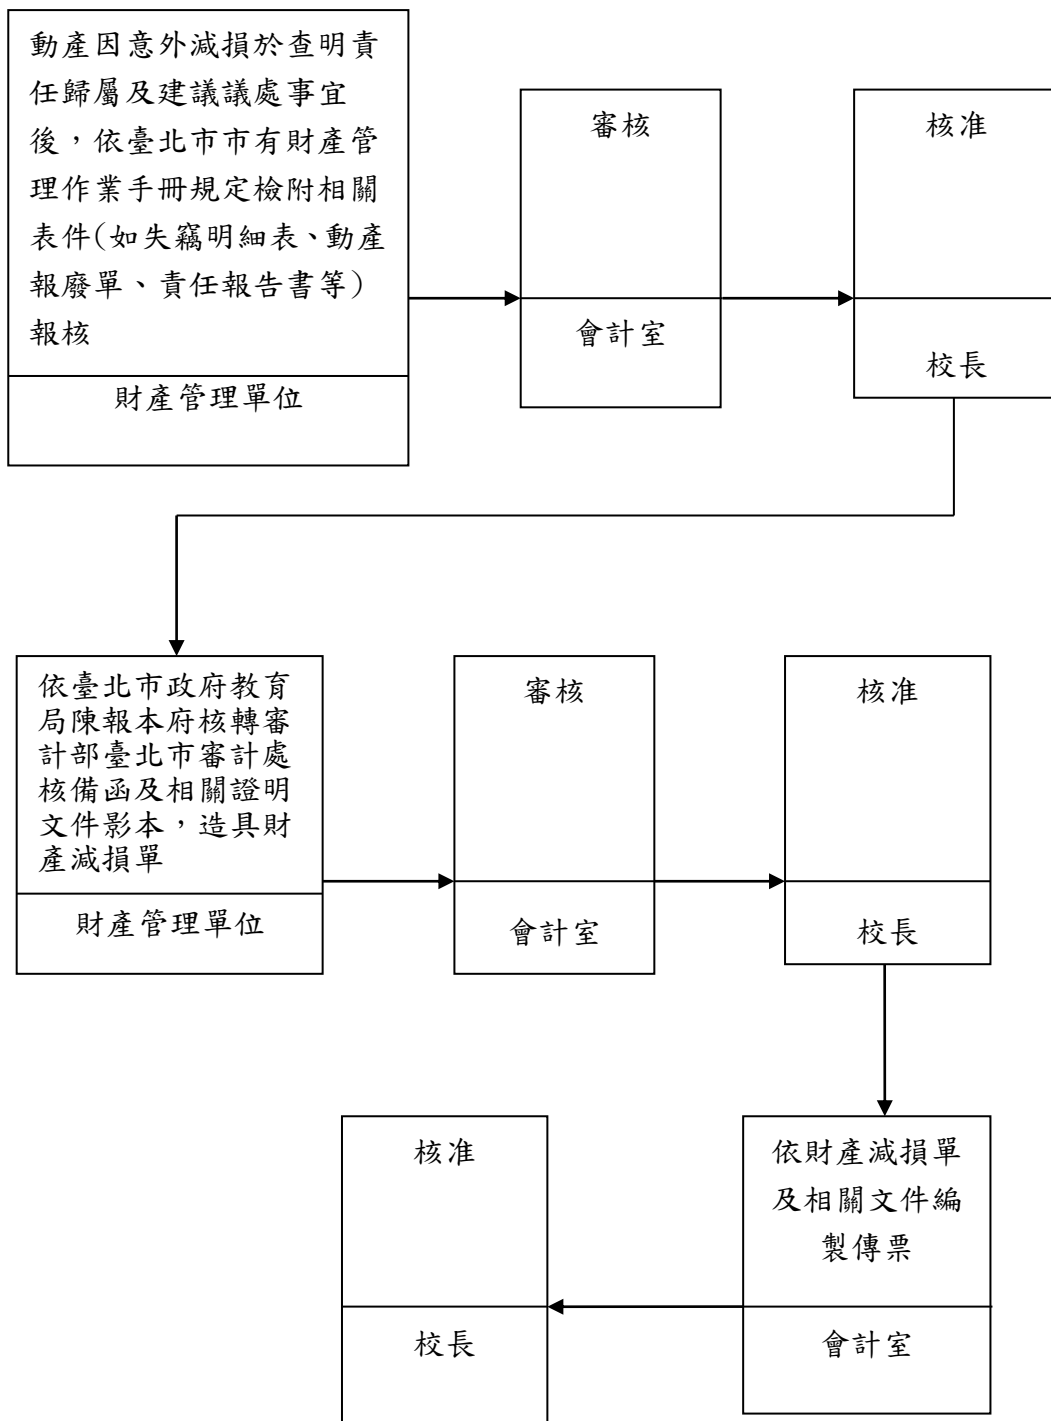 動產因意外減損於查明責
任歸屬及建議議處事宜
後，依臺北市市有財產管
理作業手冊規定檢附相關
表件(如失竊明細表、動產
報廢單、責任報告書等)
報核
財產管理單位
審核
會計室
核准
校長
依臺北市政府教育
局陳報本府核轉審
計部臺北市審計處
核備函及相關證明
文件影本，造具財
產減損單
財產管理單位
審核
會計室
核准
校長
依財產減損單
及相關文件編
製傳票
會計室
核准
校長